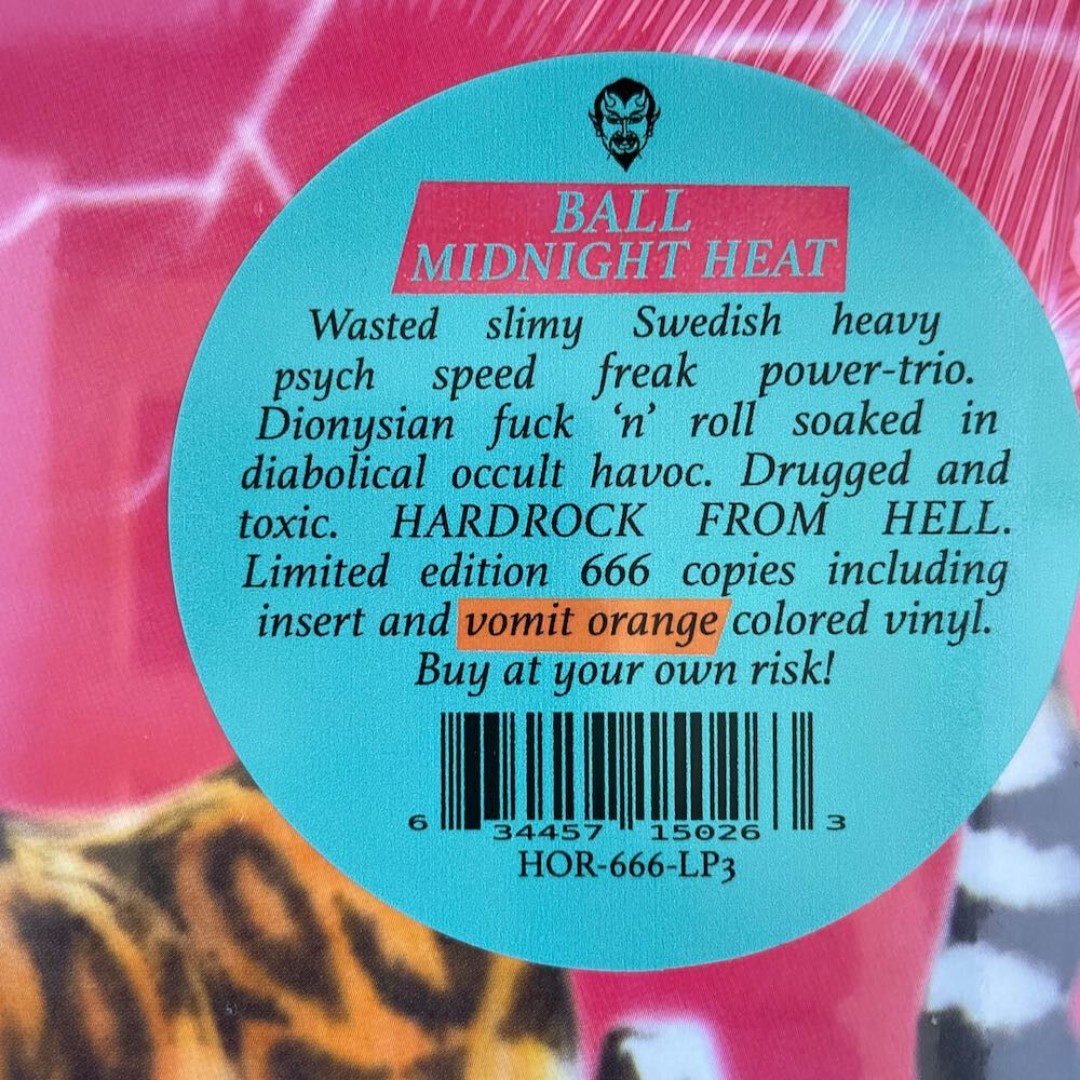 BALL
MIDNIGHT HEAT
Wasted slimy Swedish heavy
psych speed freak power-trio.
Dionysian fuck ‘n’ roll soaked in
diabolical occult havoc. Drugged and
toxic. HARDROCK FROM HELL.
Limited edition 666 copies including
insert and vomit orange colored vinyl.
Buy at your own risk!
6 34457 15026 3
HOR-666-LP3